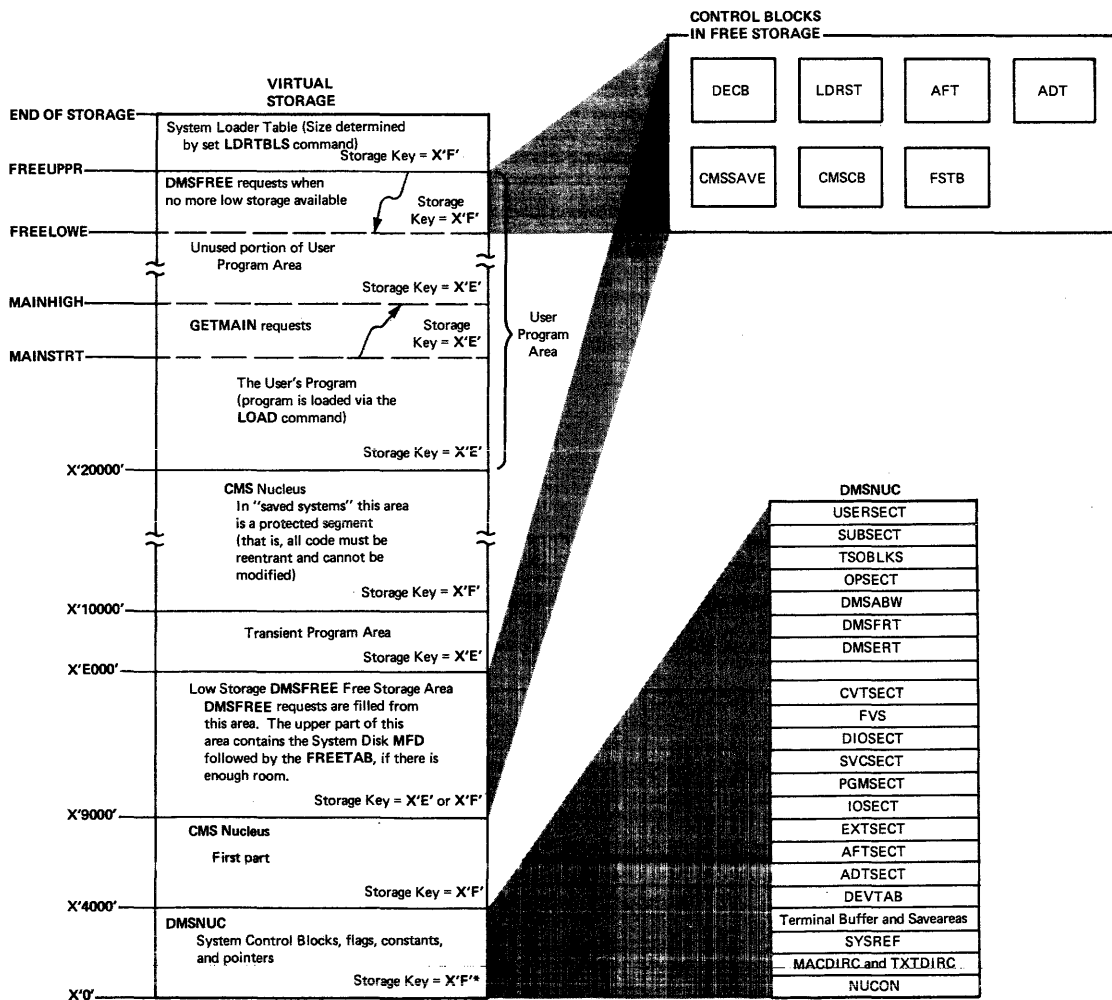 CONTROL BLOCKS
IN FREE STORAGE
DECB
LDRST
AFT
ADT
CMSSAVE
CMSCB
FSTB
VIRTUAL
STORAGE
END OF STORAGE
System Loader Table (Size determined
by set LDRTBLS command)
Storage Key = X'F'
FREEUPPR
DMSFREE requests when
no more low storage available
Storage
Key = X'F'
FREELOWE
Unused portion of User
Program Area
Storage Key = X'E'
MAINHIGH
GETMAIN requests
Storage
Key = X'E'
MAINSTRT
User
Program
Area
The User's Program
(program is loaded via the
LOAD command)
Storage Key = X'E'
X'20000'
CMS Nucleus
In "saved systems" this area
is a protected segment
(that is, all code must be
reentrant and cannot be
modified)
Storage Key = X'F'
X'10000'
Transient Program Area
Storage Key = X'E'
X'E000'
Low Storage DMSFREE Free Storage Area
DMSFREE requests are filled from
this area. The upper part of this
area contains the System Disk MFD
followed by the FREETAB, if there is
enough room.
Storage Key = X'E' or X'F'
X'9000'
CMS Nucleus
First part
Storage Key = X'F'
X'4000'
DMSNUC
System Control Blocks, flags, constants,
and pointers
Storage Key = X'F'*
X'0'
DMSNUC
USERSECT
SUBSECT
TSOBLKS
OPSECT
DMSABW
DMSFRT
DMSERT
CVTSECT
FVS
DIOSECT
SVCSECT
PGMSECT
IOSECT
EXTSECT
AFTSECT
ADTSECT
DEVTAB
Terminal Buffer and Saveareas
SYSREF
MACDIRC and TXTDIRC
NUCON